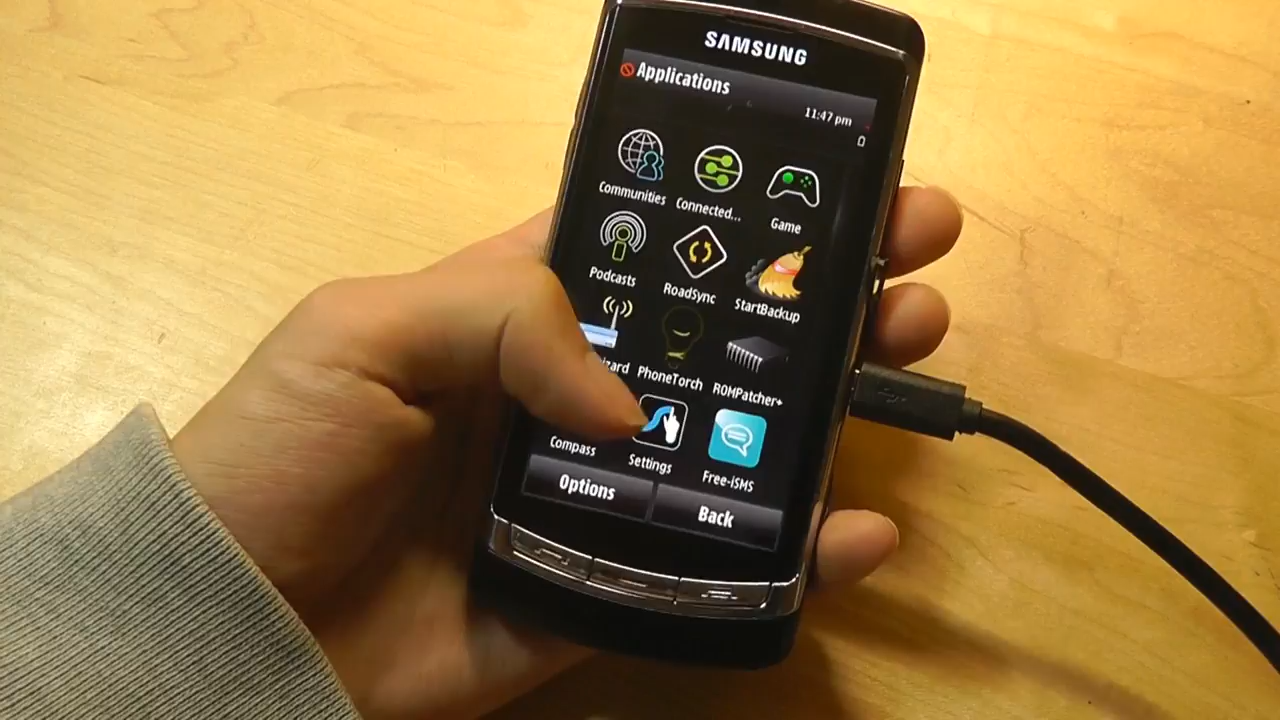 SAMSUNG
Applications
11:47 pm
Communities
Connected...
Game
Podcasts
RoadSync
StartBackup
PhoneTorch
ROMPatcher+
Compass
Settings
Free-iSMS
Options
Back